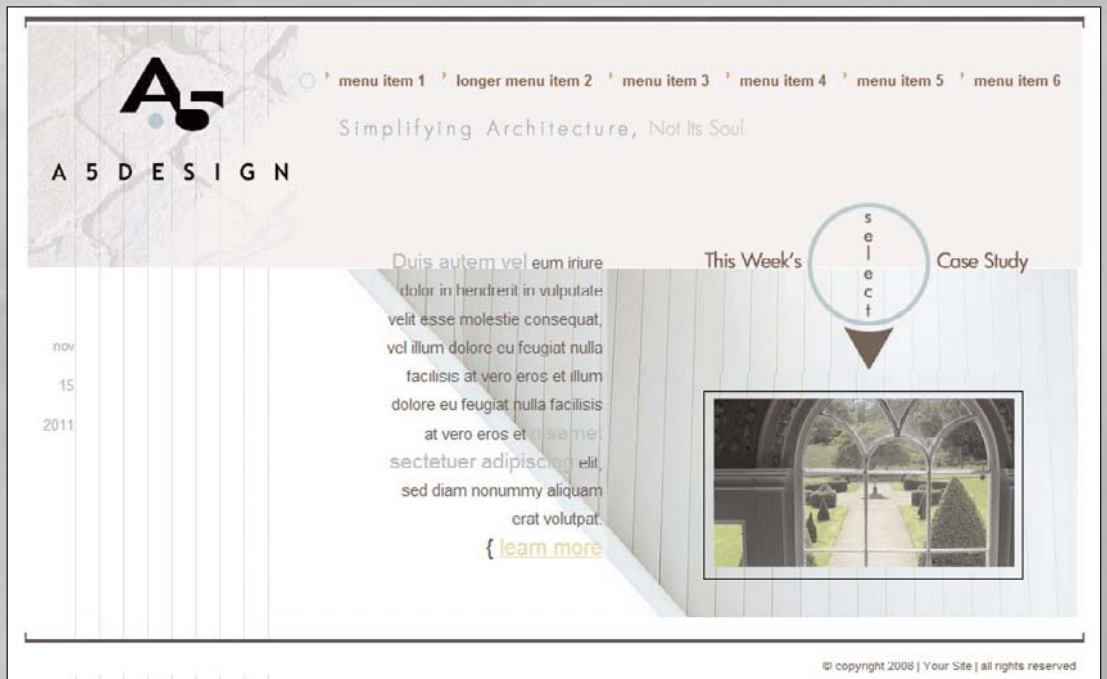 A5
A5DESIGN
menu item 1 longer menu item 2 menu item 3 menu item 4 menu item 5 menu item 6
Simplifying Architecture, Not Its Soul
Duis autem vel eum iriure
dolor in hendrerit in vulputate
velit esse molestie consequat,
vel illum dolore eu feugiat nulla
facilisis at vero eros et illum
dolore eu feugiat nulla facilisis
at vero eros et nisamet
sectetuer adipiscing elit,
sed diam nonummy aliquam
erat volutpat.
{ learn more
This Week's select Case Study
nov
15
2011
© copyright 2008 | Your Site | all rights reserved